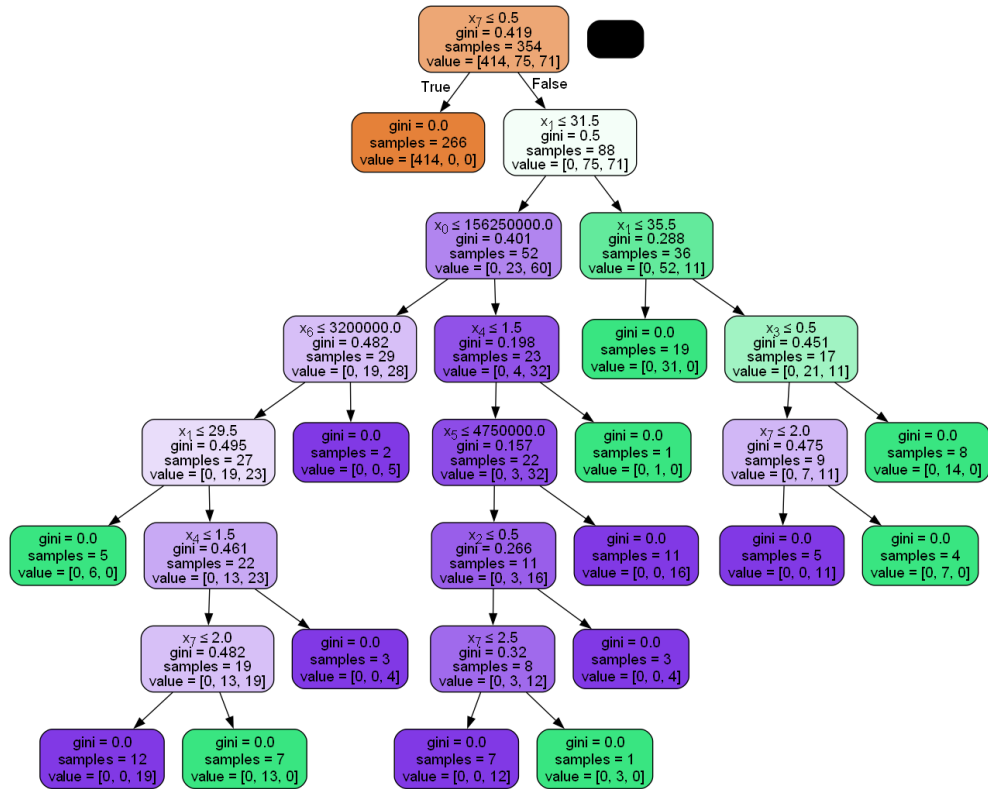 x7 ≤ 0.5
gini = 0.419
samples = 354
value = [414, 75, 71]
True
False
gini = 0.0
samples = 266
value = [414, 0, 0]
x1 ≤ 31.5
gini = 0.5
samples = 88
value = [0, 75, 71]
x0 ≤ 156250000.0
gini = 0.401
samples = 52
value = [0, 23, 60]
x1 ≤ 35.5
gini = 0.288
samples = 36
value = [0, 52, 11]
x6 ≤ 3200000.0
gini = 0.482
samples = 29
value = [0, 19, 28]
x4 ≤ 1.5
gini = 0.198
samples = 23
value = [0, 4, 32]
gini = 0.0
samples = 19
value = [0, 31, 0]
x3 ≤ 0.5
gini = 0.451
samples = 17
value = [0, 21, 11]
x1 ≤ 29.5
gini = 0.495
samples = 27
value = [0, 19, 23]
gini = 0.0
samples = 2
value = [0, 0, 5]
x5 ≤ 4750000.0
gini = 0.157
samples = 22
value = [0, 3, 32]
gini = 0.0
samples = 1
value = [0, 1, 0]
x7 ≤ 2.0
gini = 0.475
samples = 9
value = [0, 7, 11]
gini = 0.0
samples = 8
value = [0, 14, 0]
gini = 0.0
samples = 5
value = [0, 6, 0]
x4 ≤ 1.5
gini = 0.461
samples = 22
value = [0, 13, 23]
x2 ≤ 0.5
gini = 0.266
samples = 11
value = [0, 3, 16]
gini = 0.0
samples = 11
value = [0, 0, 16]
gini = 0.0
samples = 5
value = [0, 0, 11]
gini = 0.0
samples = 4
value = [0, 7, 0]
x7 ≤ 2.0
gini = 0.482
samples = 19
value = [0, 13, 19]
gini = 0.0
samples = 3
value = [0, 0, 4]
x7 ≤ 2.5
gini = 0.32
samples = 8
value = [0, 3, 12]
gini = 0.0
samples = 3
value = [0, 0, 4]
gini = 0.0
samples = 12
value = [0, 0, 19]
gini = 0.0
samples = 7
value = [0, 13, 0]
gini = 0.0
samples = 7
value = [0, 0, 12]
gini = 0.0
samples = 1
value = [0, 3, 0]